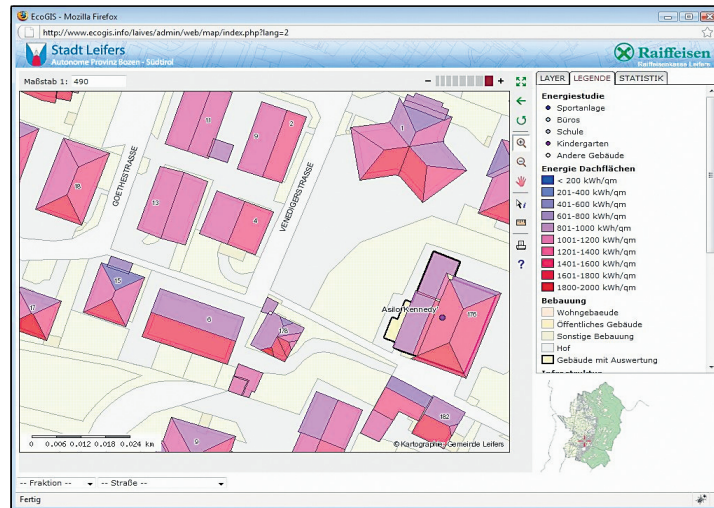 EcoGIS - Mozilla Firefox
http://www.ecogis.info/laives/admin/web/map/index.php?lang=2
Stadt Leifers
Autonome Provinz Bozen - Südtirol
Raiffeisen
Raiffeisenkasse Leifers
Maßstab 1: 490
- +
LAYER LEGENDE STATISTIK
Energiestudie
Sportanlage
Büros
Schule
Kindergarten
Andere Gebäude
Energie Dachflächen
< 200 kWh/qm
201-400 kWh/qm
401-600 kWh/qm
601-800 kWh/qm
801-1000 kWh/qm
1001-1200 kWh/qm
1201-1400 kWh/qm
1401-1600 kWh/qm
1601-1800 kWh/qm
1800-2000 kWh/qm
Bebauung
Wohngebaeude
Öffentliches Gebäude
Sonstige Bebauung
Hof
Gebäude mit Auswertung
Infrastruktur
11
9
2
1
18
GOETHESTRASSE
VENEDIGERSTRASSE
13
4
15
Asilo Kennedy
176
17
6
178
182
9
0 0.006 0.012 0.018 0.024 km
© Kartographie-Gemeinde Leifers
-- Fraktion -- -- Straße --
Fertig